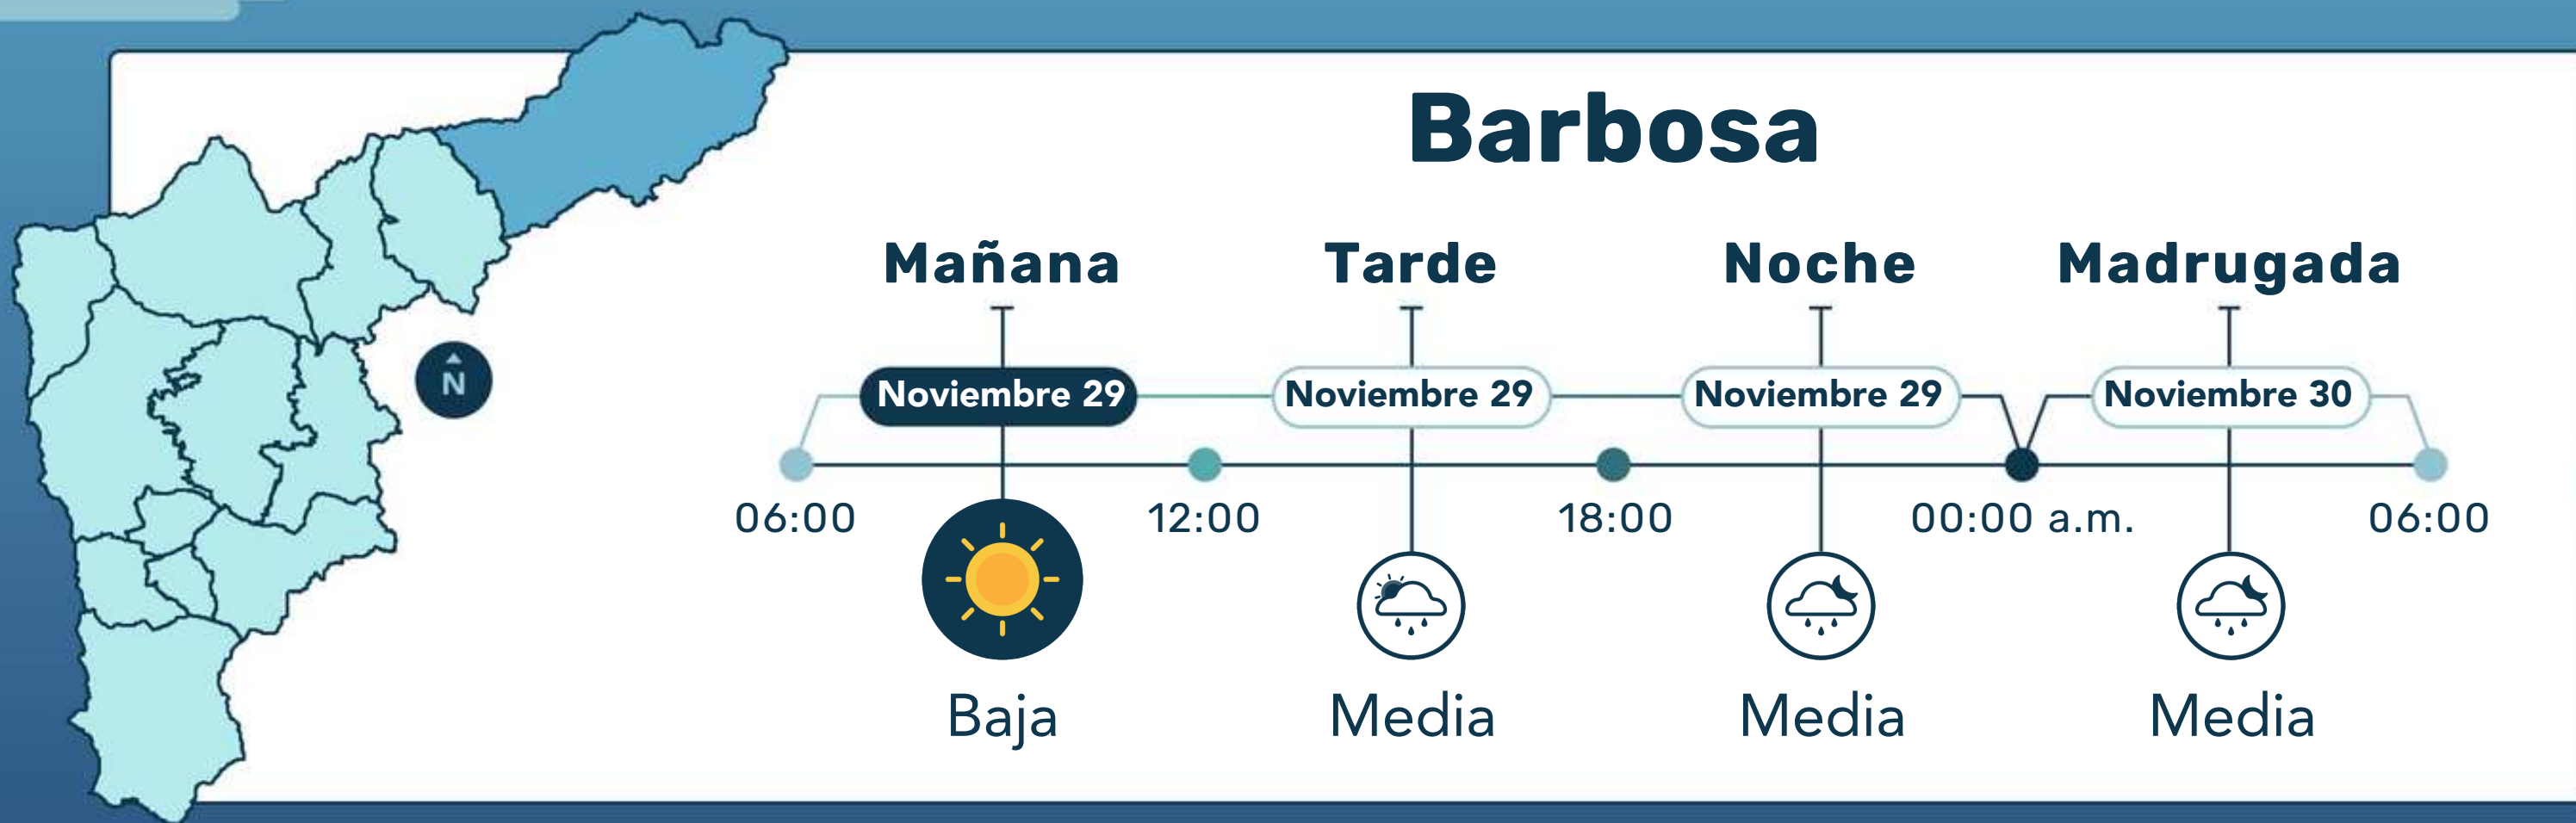 Barbosa
Mañana Tarde Noche Madrugada
N
Noviembre 29 Noviembre 29 Noviembre 29 Noviembre 30
06:00 12:00 18:00 00:00 a.m. 06:00
Baja Media Media Media